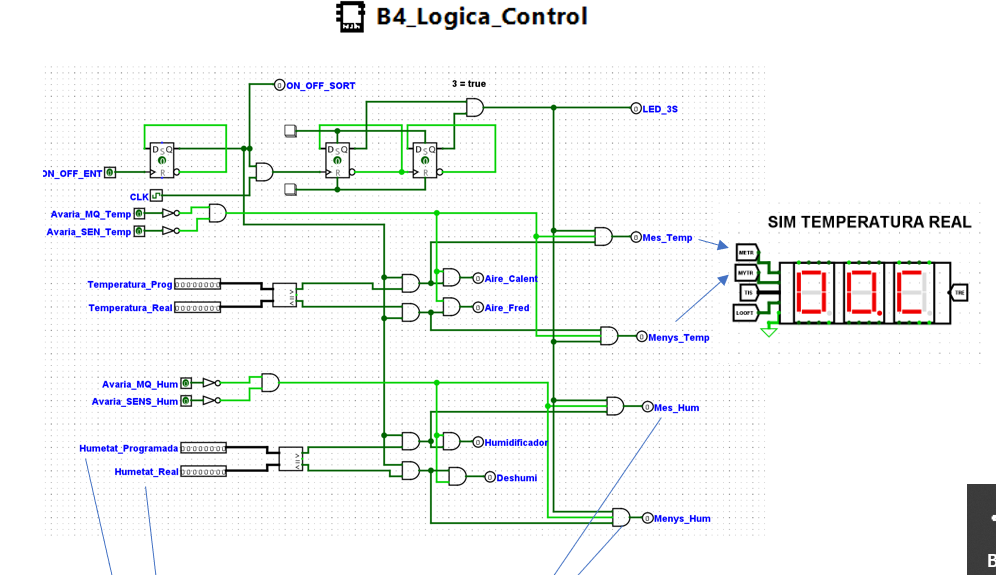 B4_Logica_Control
3 = true
ON_OFF_SORT
LED_3S
D S Q
R
D S Q
R
D S Q
R
ON_OFF_ENT
CLK
Avaria_MQ_Temp
Avaria_SEN_Temp
Mes_Temp
SIM TEMPERATURA REAL
METR
MYTR
TIS
LOOFT
TRE
Temperatura_Prog
Temperatura_Real
Aire_Calent
Aire_Fred
Menys_Temp
Avaria_MQ_Hum
Avaria_SENS_Hum
Mes_Hum
Humetat_Programada
Humetat_Real
Humidificador
Deshumi
Menys_Hum
B